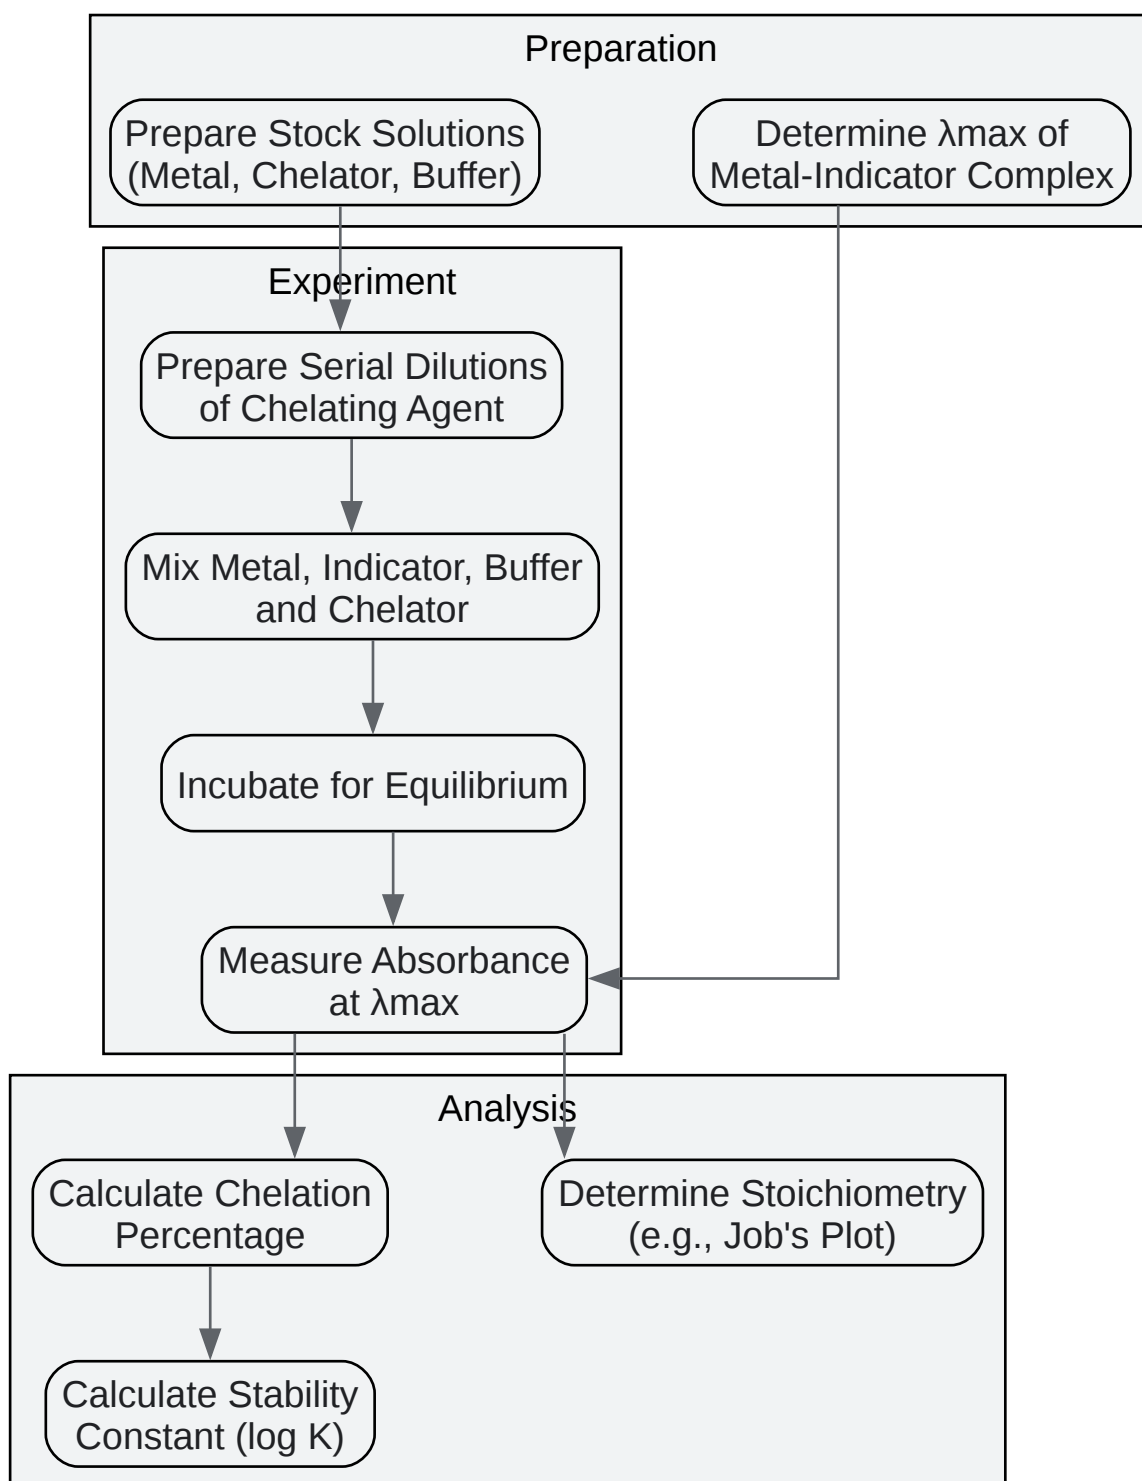 Preparation
Prepare Stock Solutions
(Metal, Chelator, Buffer)
Determine λmax of
Metal-Indicator Complex
Experiment
Prepare Serial Dilutions
of Chelating Agent
Mix Metal, Indicator, Buffer
and Chelator
Incubate for Equilibrium
Measure Absorbance
at λmax
Analysis
Calculate Chelation
Percentage
Determine Stoichiometry
(e.g., Job's Plot)
Calculate Stability
Constant (log K)